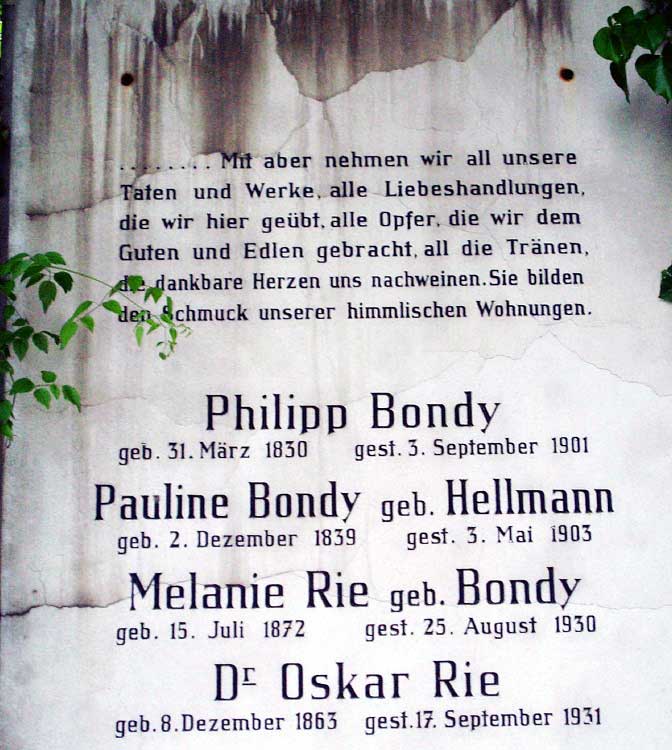 ........ Mit aber nehmen wir all unsere
Taten und Werke, alle Liebeshandlungen,
die wir hier geübt, alle Opfer, die wir dem
Guten und Edlen gebracht, all die Tränen,
die dankbare Herzen uns nachweinen. Sie bilden
den Schmuck unserer himmlischen Wohnungen.
Philipp Bondy
geb. 31. März 1830 gest. 3. September 1901
Pauline Bondy geb. Hellmann
geb. 2. Dezember 1839 gest. 3. Mai 1903
Melanie Rie geb. Bondy
geb. 15. Juli 1872 gest. 25. August 1930
Dr Oskar Rie
geb. 8. Dezember 1863 gest. 17. September 1931